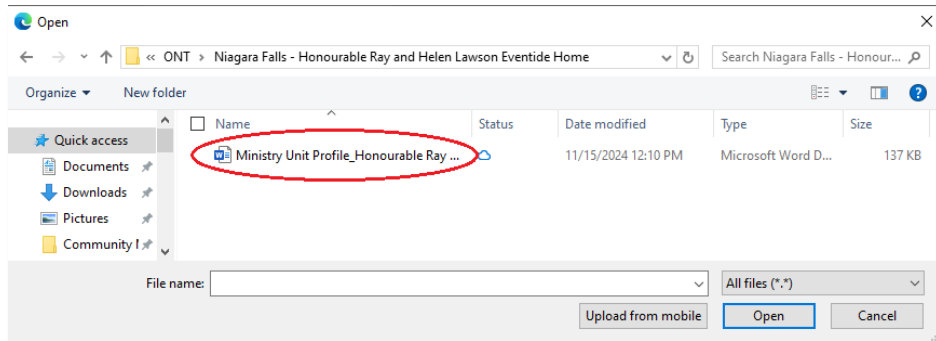 Open
« ONT > Niagara Falls - Honourable Ray and Helen Lawson Eventide Home
Search Niagara Falls - Honour...
Organize
New folder
Name
Status
Date modified
Type
Size
Quick access
Ministry Unit Profile_Honourable Ray ...
11/15/2024 12:10 PM
Microsoft Word D...
137 KB
Documents
Downloads
Pictures
Community
File name:
All files (*.*)
Upload from mobile
Open
Cancel